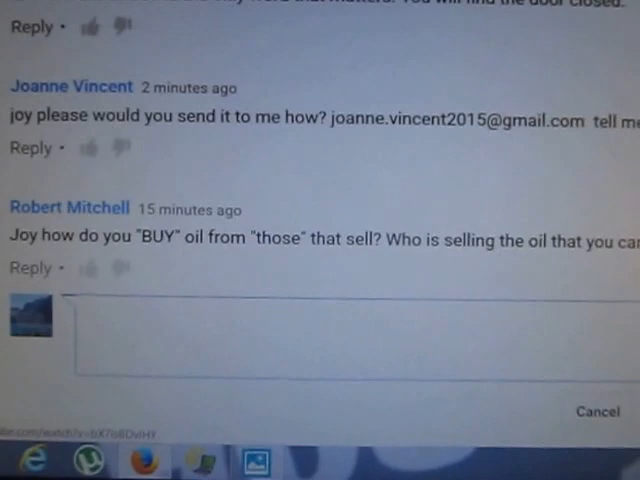 Reply •
Joanne Vincent 2 minutes ago
joy please would you send it to me how? joanne.vincent2015@gmail.com tell me
Reply •
Robert Mitchell 15 minutes ago
Joy how do you "BUY" oil from "those" that sell? Who is selling the oil that you can
Reply •
Cancel